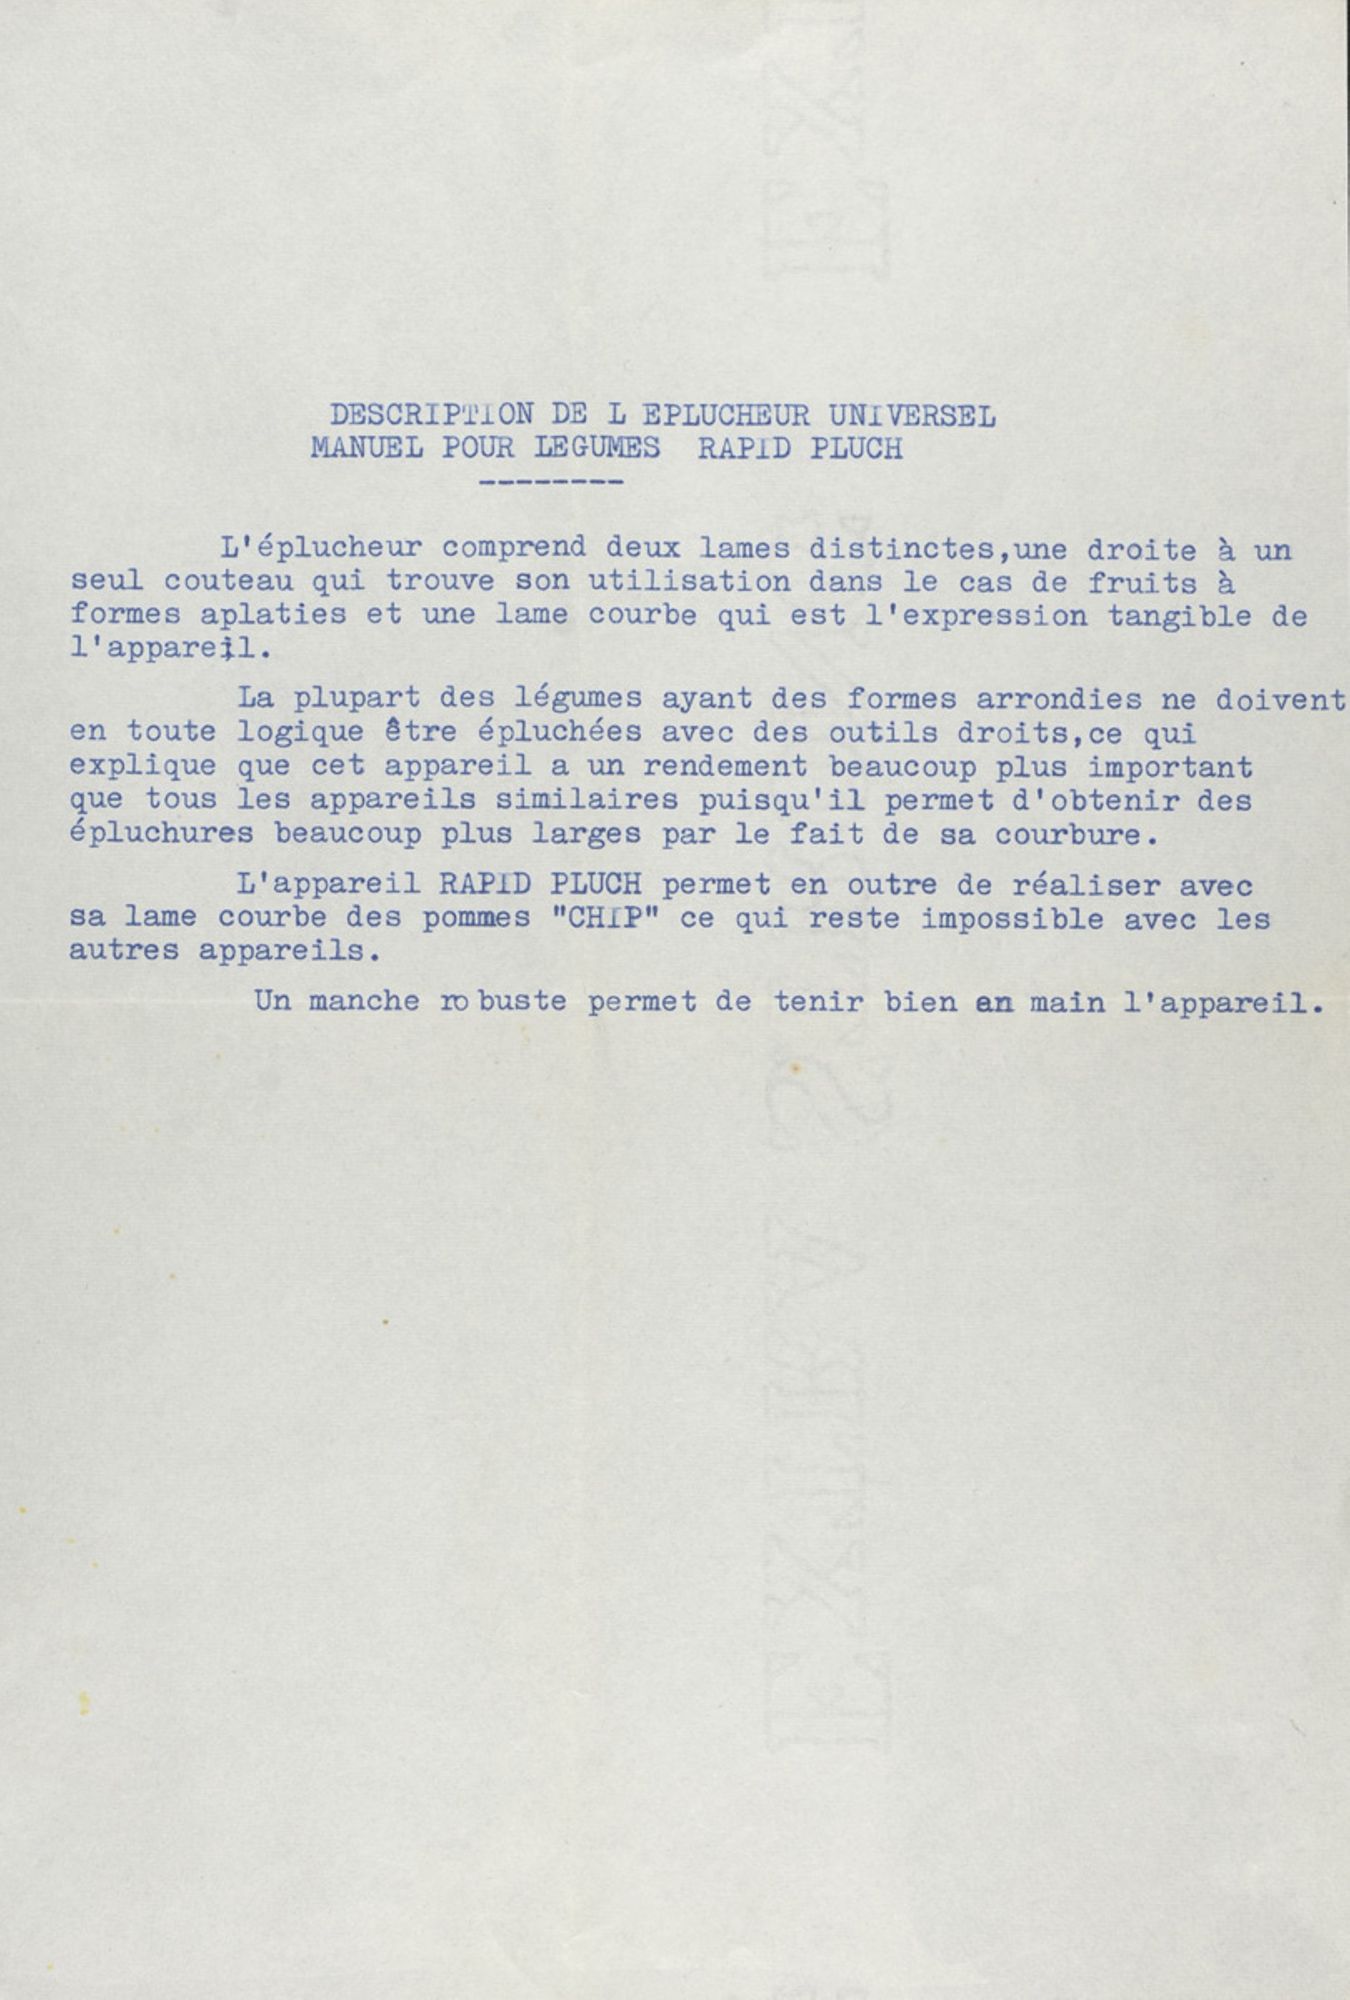 DESCRIPTION DE L EPLUCHEUR UNIVERSEL
MANUEL POUR LEGUMES RAPID PLUCH
--------
L'éplucheur comprend deux lames distinctes,une droite à un
seul couteau qui trouve son utilisation dans le cas de fruits à
formes aplaties et une lame courbe qui est l'expression tangible de
l'appareil.
La plupart des légumes ayant des formes arrondies ne doivent
en toute logique être épluchées avec des outils droits,ce qui
explique que cet appareil a un rendement beaucoup plus important
que tous les appareils similaires puisqu'il permet d'obtenir des
épluchures beaucoup plus larges par le fait de sa courbure.
L'appareil RAPID PLUCH permet en outre de réaliser avec
sa lame courbe des pommes "CHIP" ce qui reste impossible avec les
autres appareils.
Un manche robuste permet de tenir bien en main l'appareil.